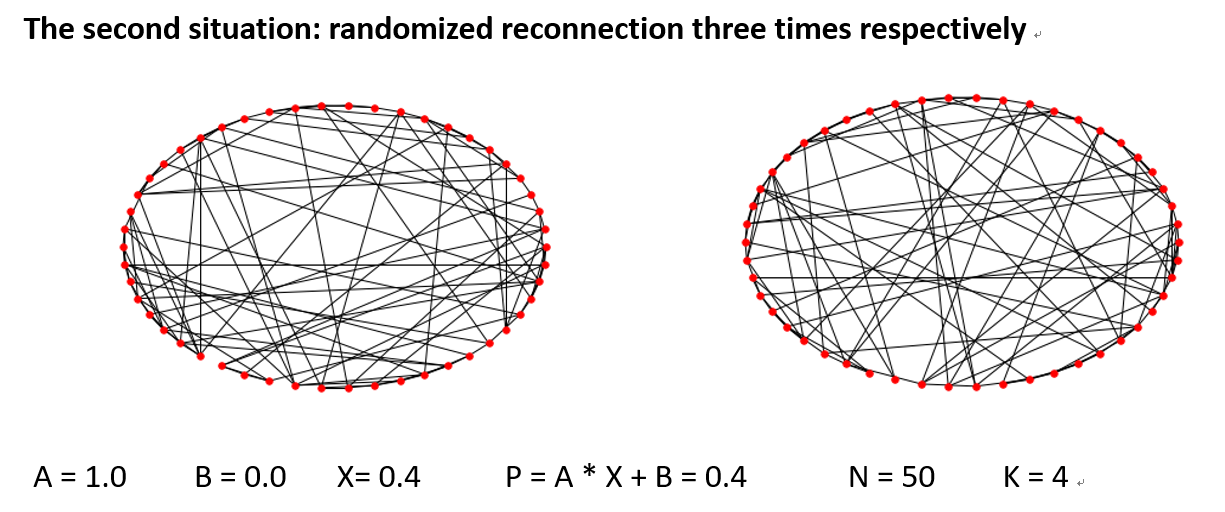 The second situation: randomized reconnection three times respectively
A = 1.0 B = 0.0 X= 0.4 P = A * X + B = 0.4 N = 50 K = 4